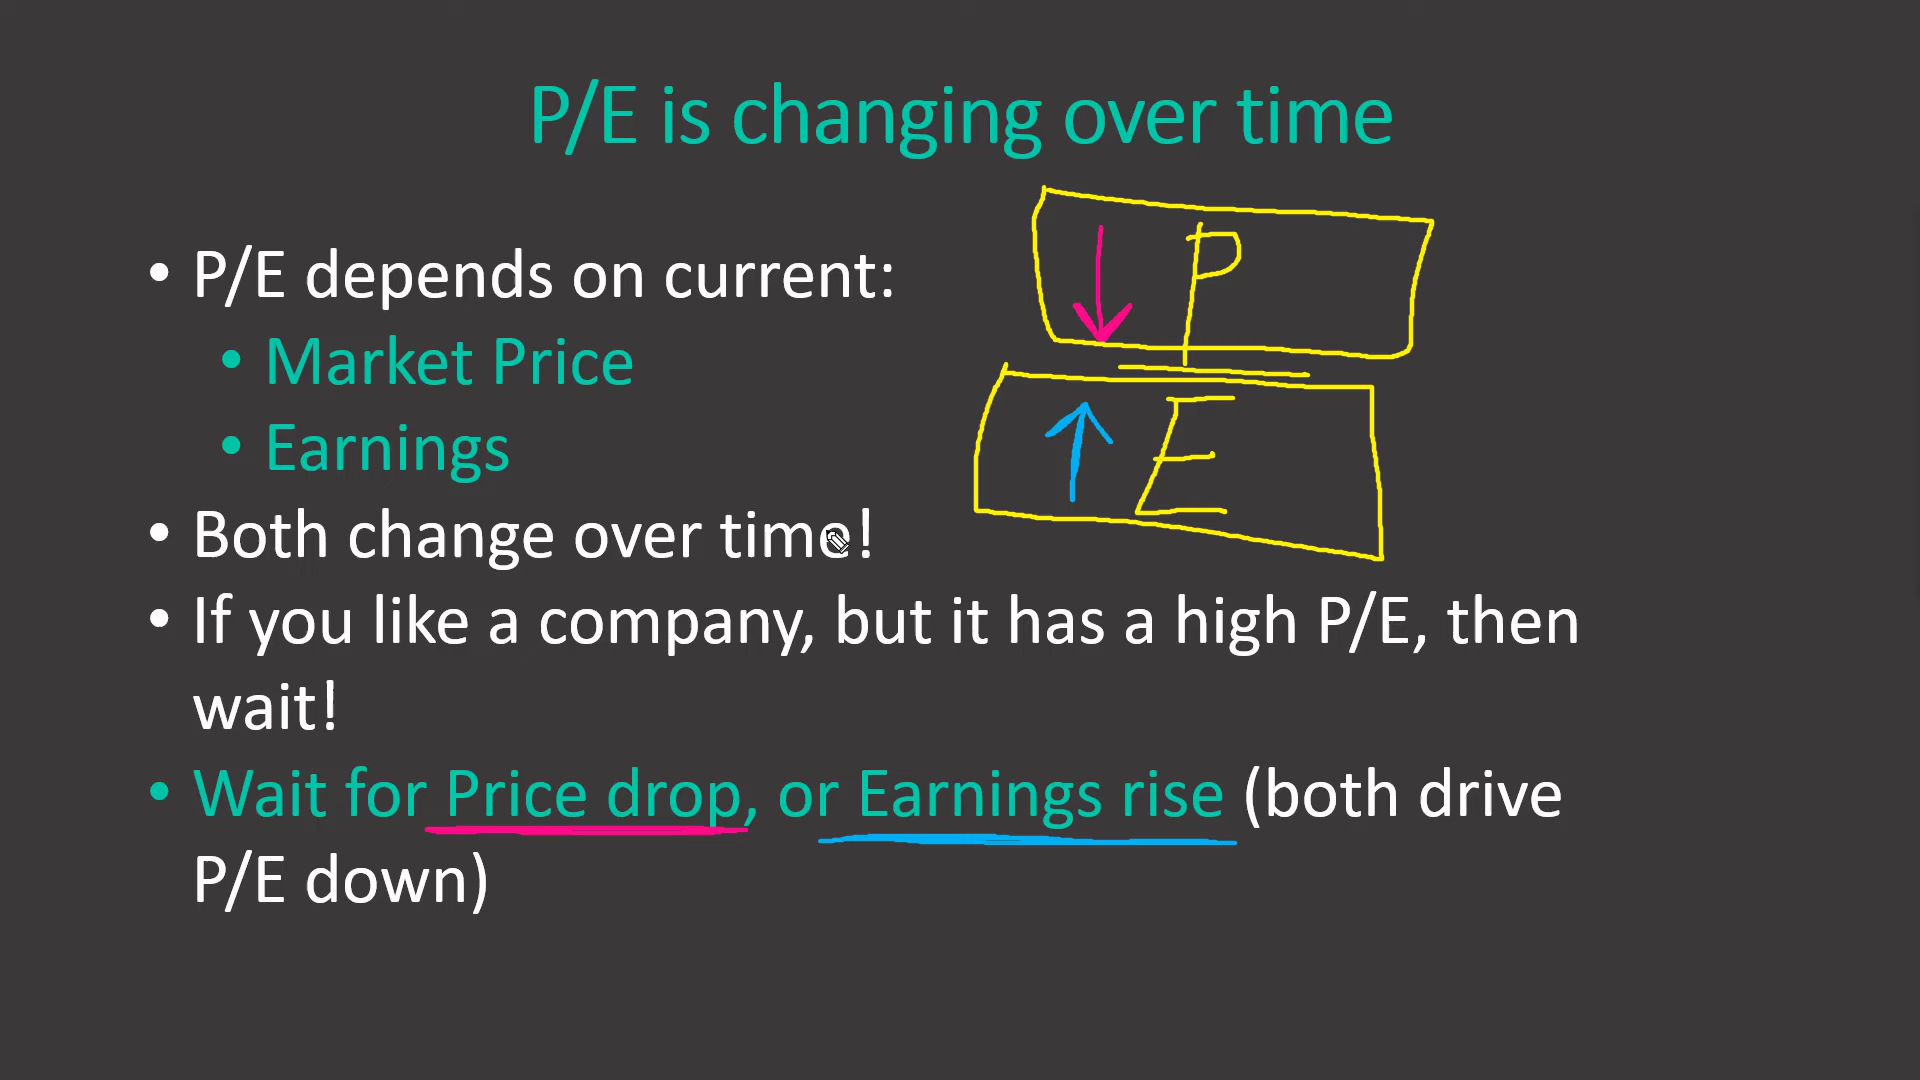 P/E is changing over time
• P/E depends on current:
• Market Price
• Earnings
• Both change over time!
• If you like a company, but it has a high P/E, then
wait!
• Wait for Price drop, or Earnings rise (both drive
P/E down)
P
E